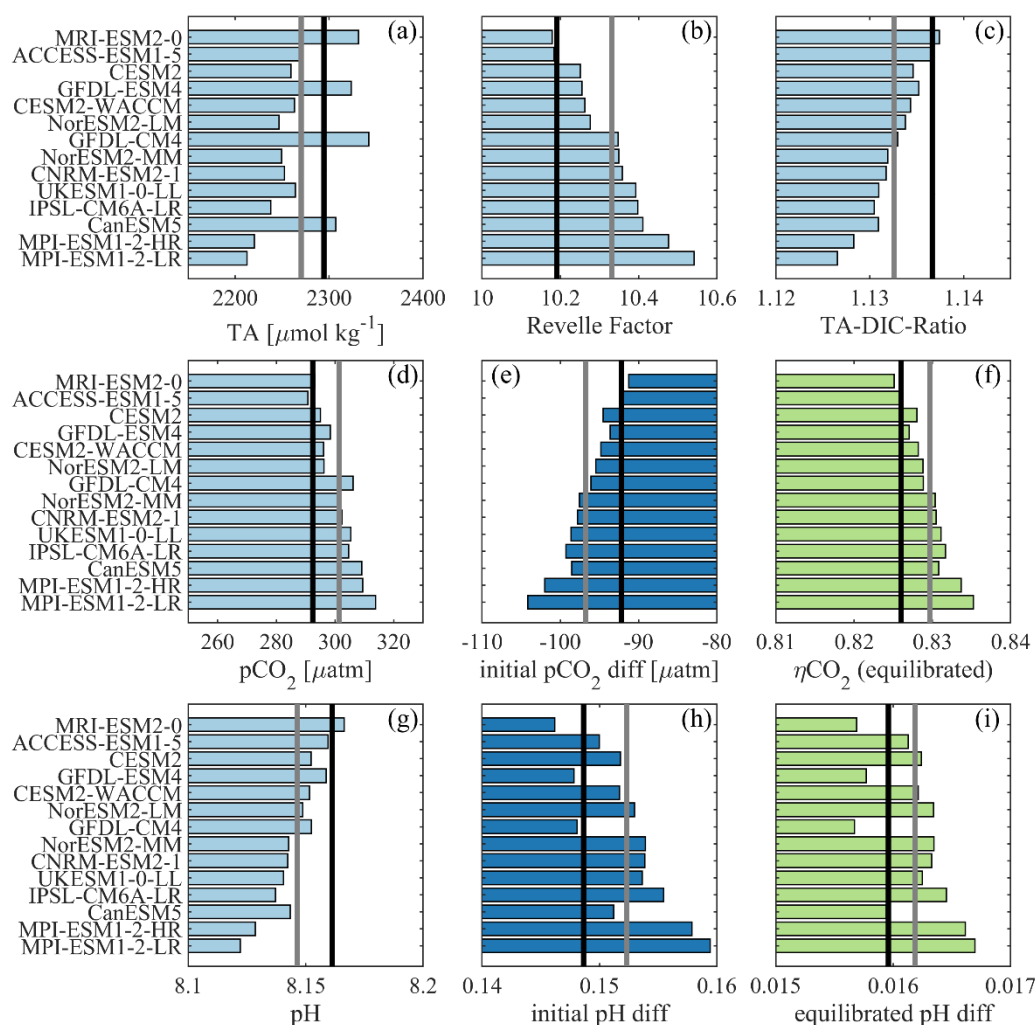 (a)
(b)
(c)
MRI-ESM2-0
ACCESS-ESM1-5
CESM2
GFDL-ESM4
CESM2-WACCM
NorESM2-LM
GFDL-CM4
NorESM2-MM
CNRM-ESM2-1
UKESM1-0-LL
IPSL-CM6A-LR
CanESM5
MPI-ESM1-2-HR
MPI-ESM1-2-LR
2200 2300 2400
10 10.2 10.4 10.6
1.12 1.13 1.14
TA [μmol kg⁻¹]
Revelle Factor
TA-DIC-Ratio
(d)
(e)
(f)
MRI-ESM2-0
ACCESS-ESM1-5
CESM2
GFDL-ESM4
CESM2-WACCM
NorESM2-LM
GFDL-CM4
NorESM2-MM
CNRM-ESM2-1
UKESM1-0-LL
IPSL-CM6A-LR
CanESM5
MPI-ESM1-2-HR
MPI-ESM1-2-LR
260 280 300 320
-110 -100 -90 -80
0.81 0.82 0.83 0.84
pCO₂ [μatm]
initial pCO₂ diff [μatm]
ηCO₂ (equilibrated)
(g)
(h)
(i)
MRI-ESM2-0
ACCESS-ESM1-5
CESM2
GFDL-ESM4
CESM2-WACCM
NorESM2-LM
GFDL-CM4
NorESM2-MM
CNRM-ESM2-1
UKESM1-0-LL
IPSL-CM6A-LR
CanESM5
MPI-ESM1-2-HR
MPI-ESM1-2-LR
8.1 8.15 8.2
0.14 0.15 0.16
0.015 0.016 0.017
pH
initial pH diff
equilibrated pH diff